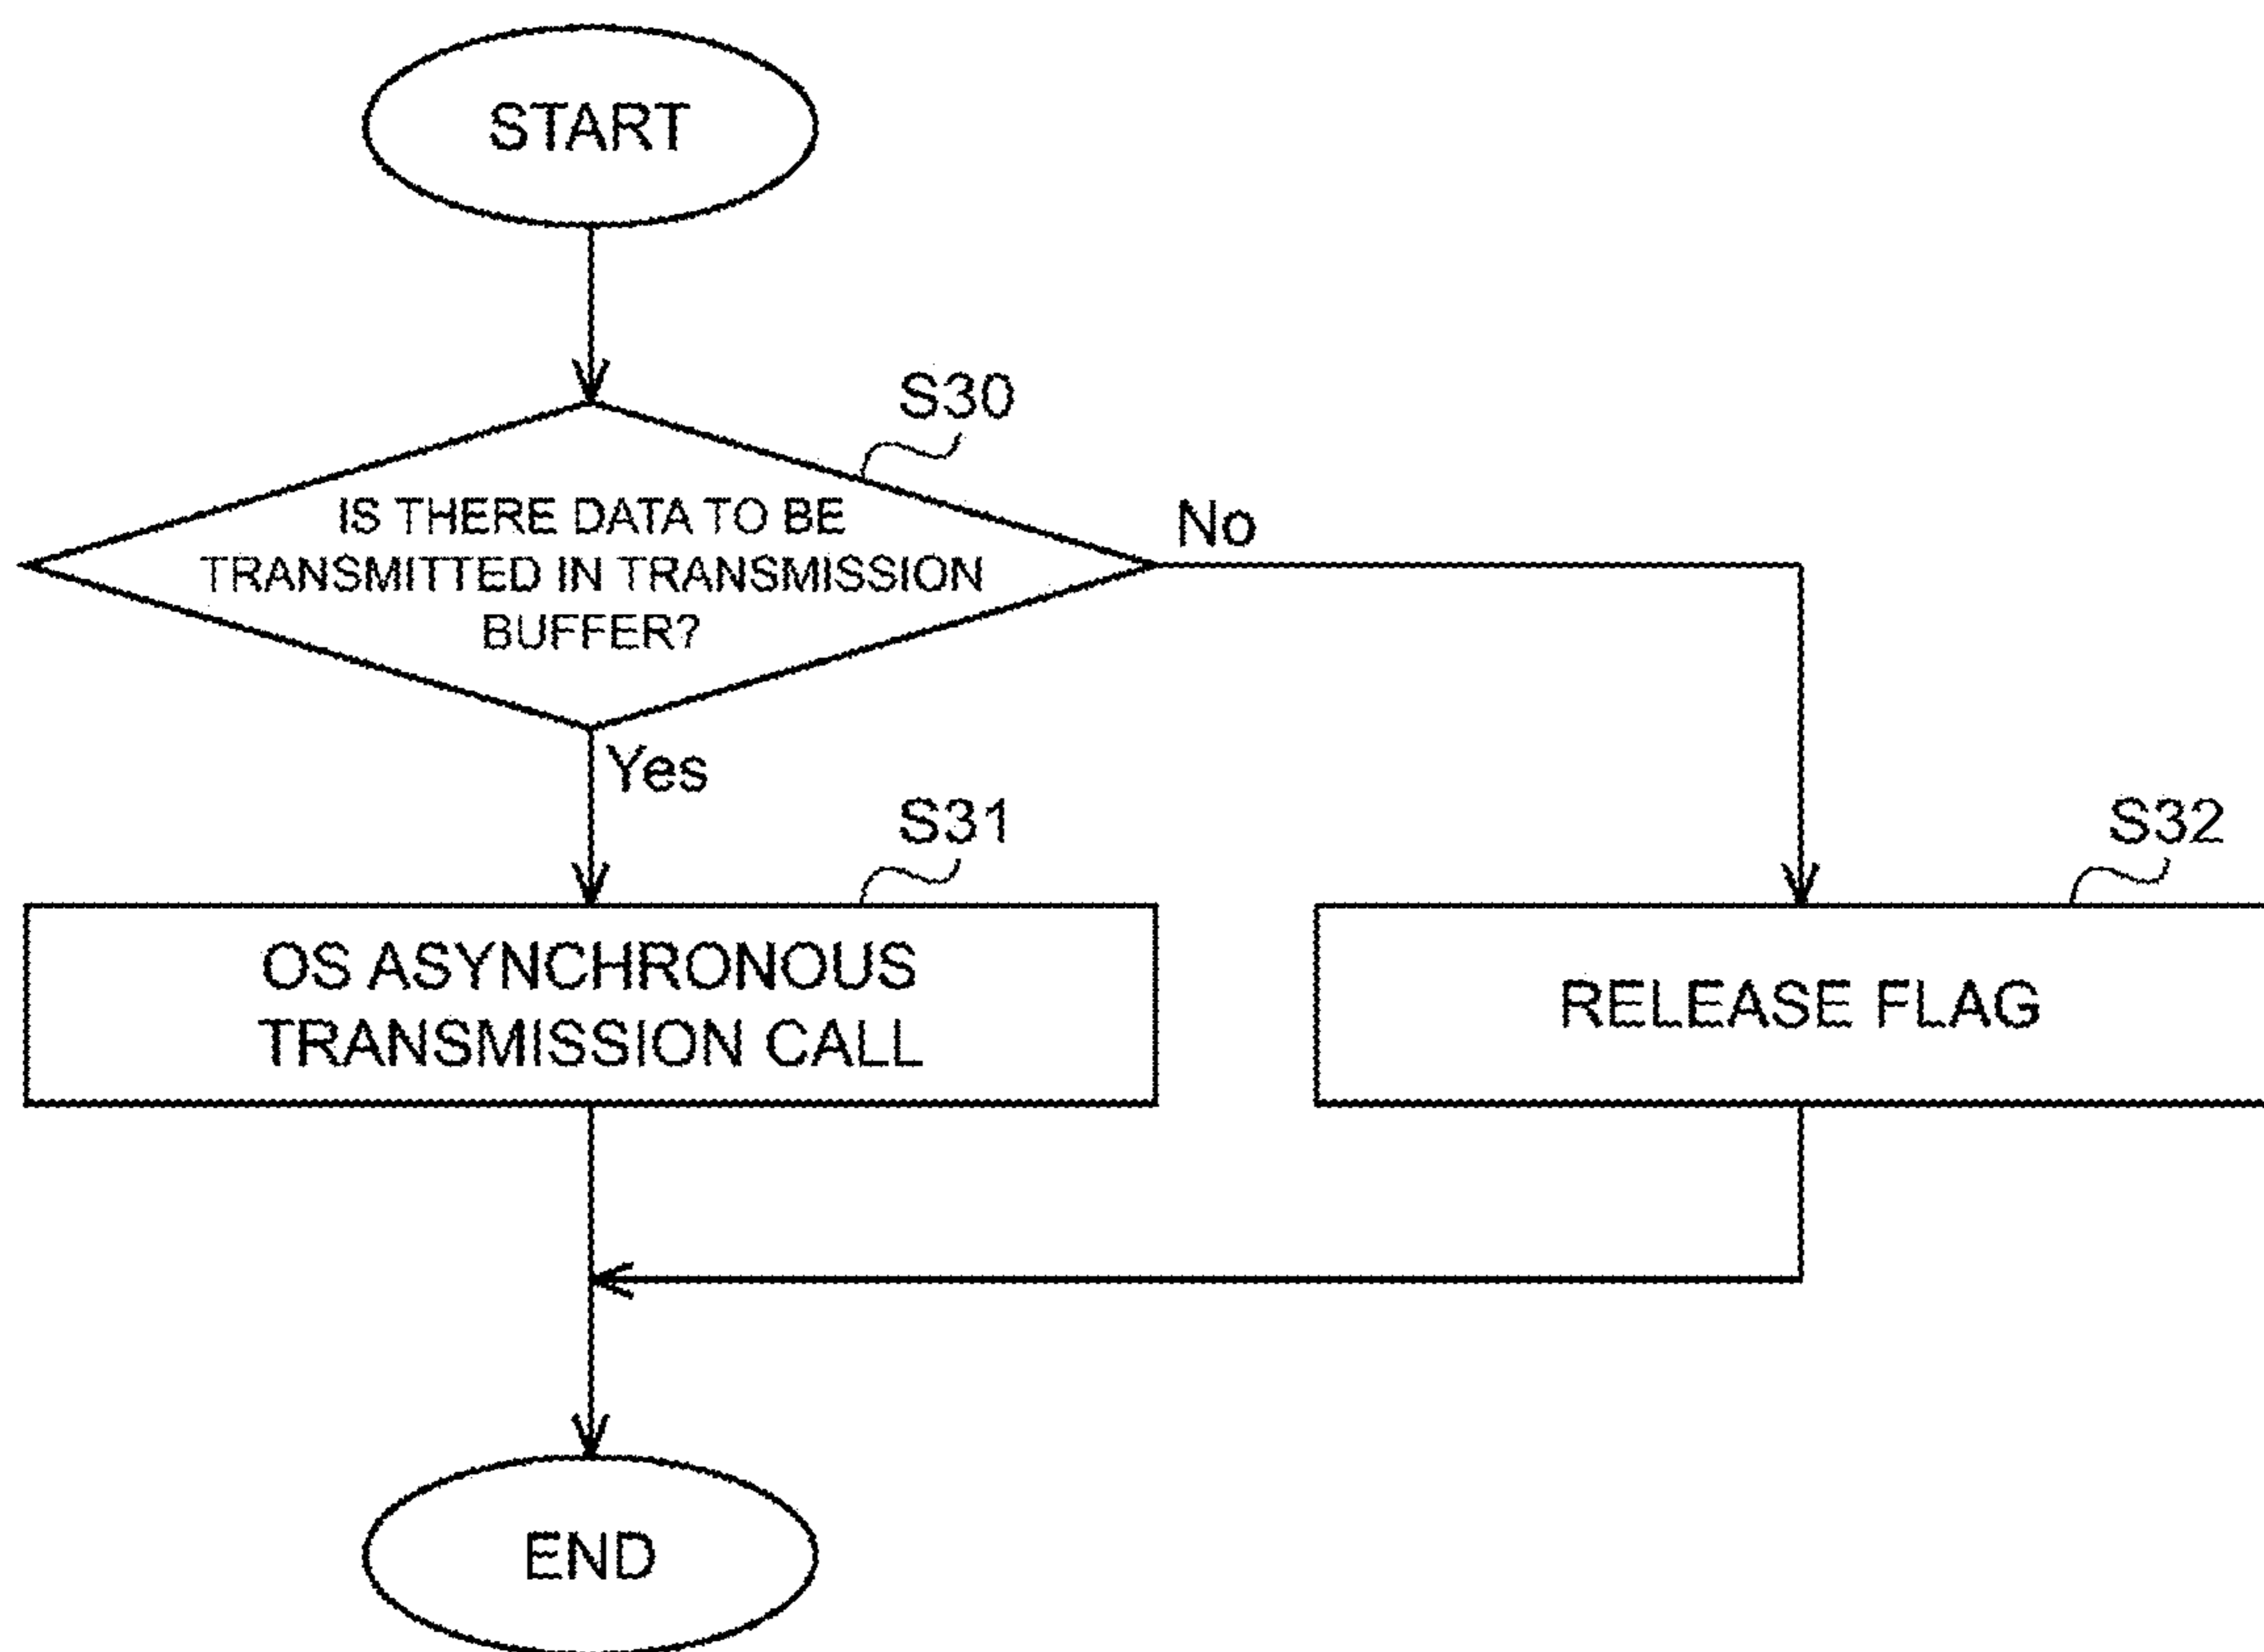 START
S30
IS THERE DATA TO BE
TRANSMITTED IN TRANSMISSION
BUFFER?
No
Yes
S31
S32
OS ASYNCHRONOUS
TRANSMISSION CALL
RELEASE FLAG
END